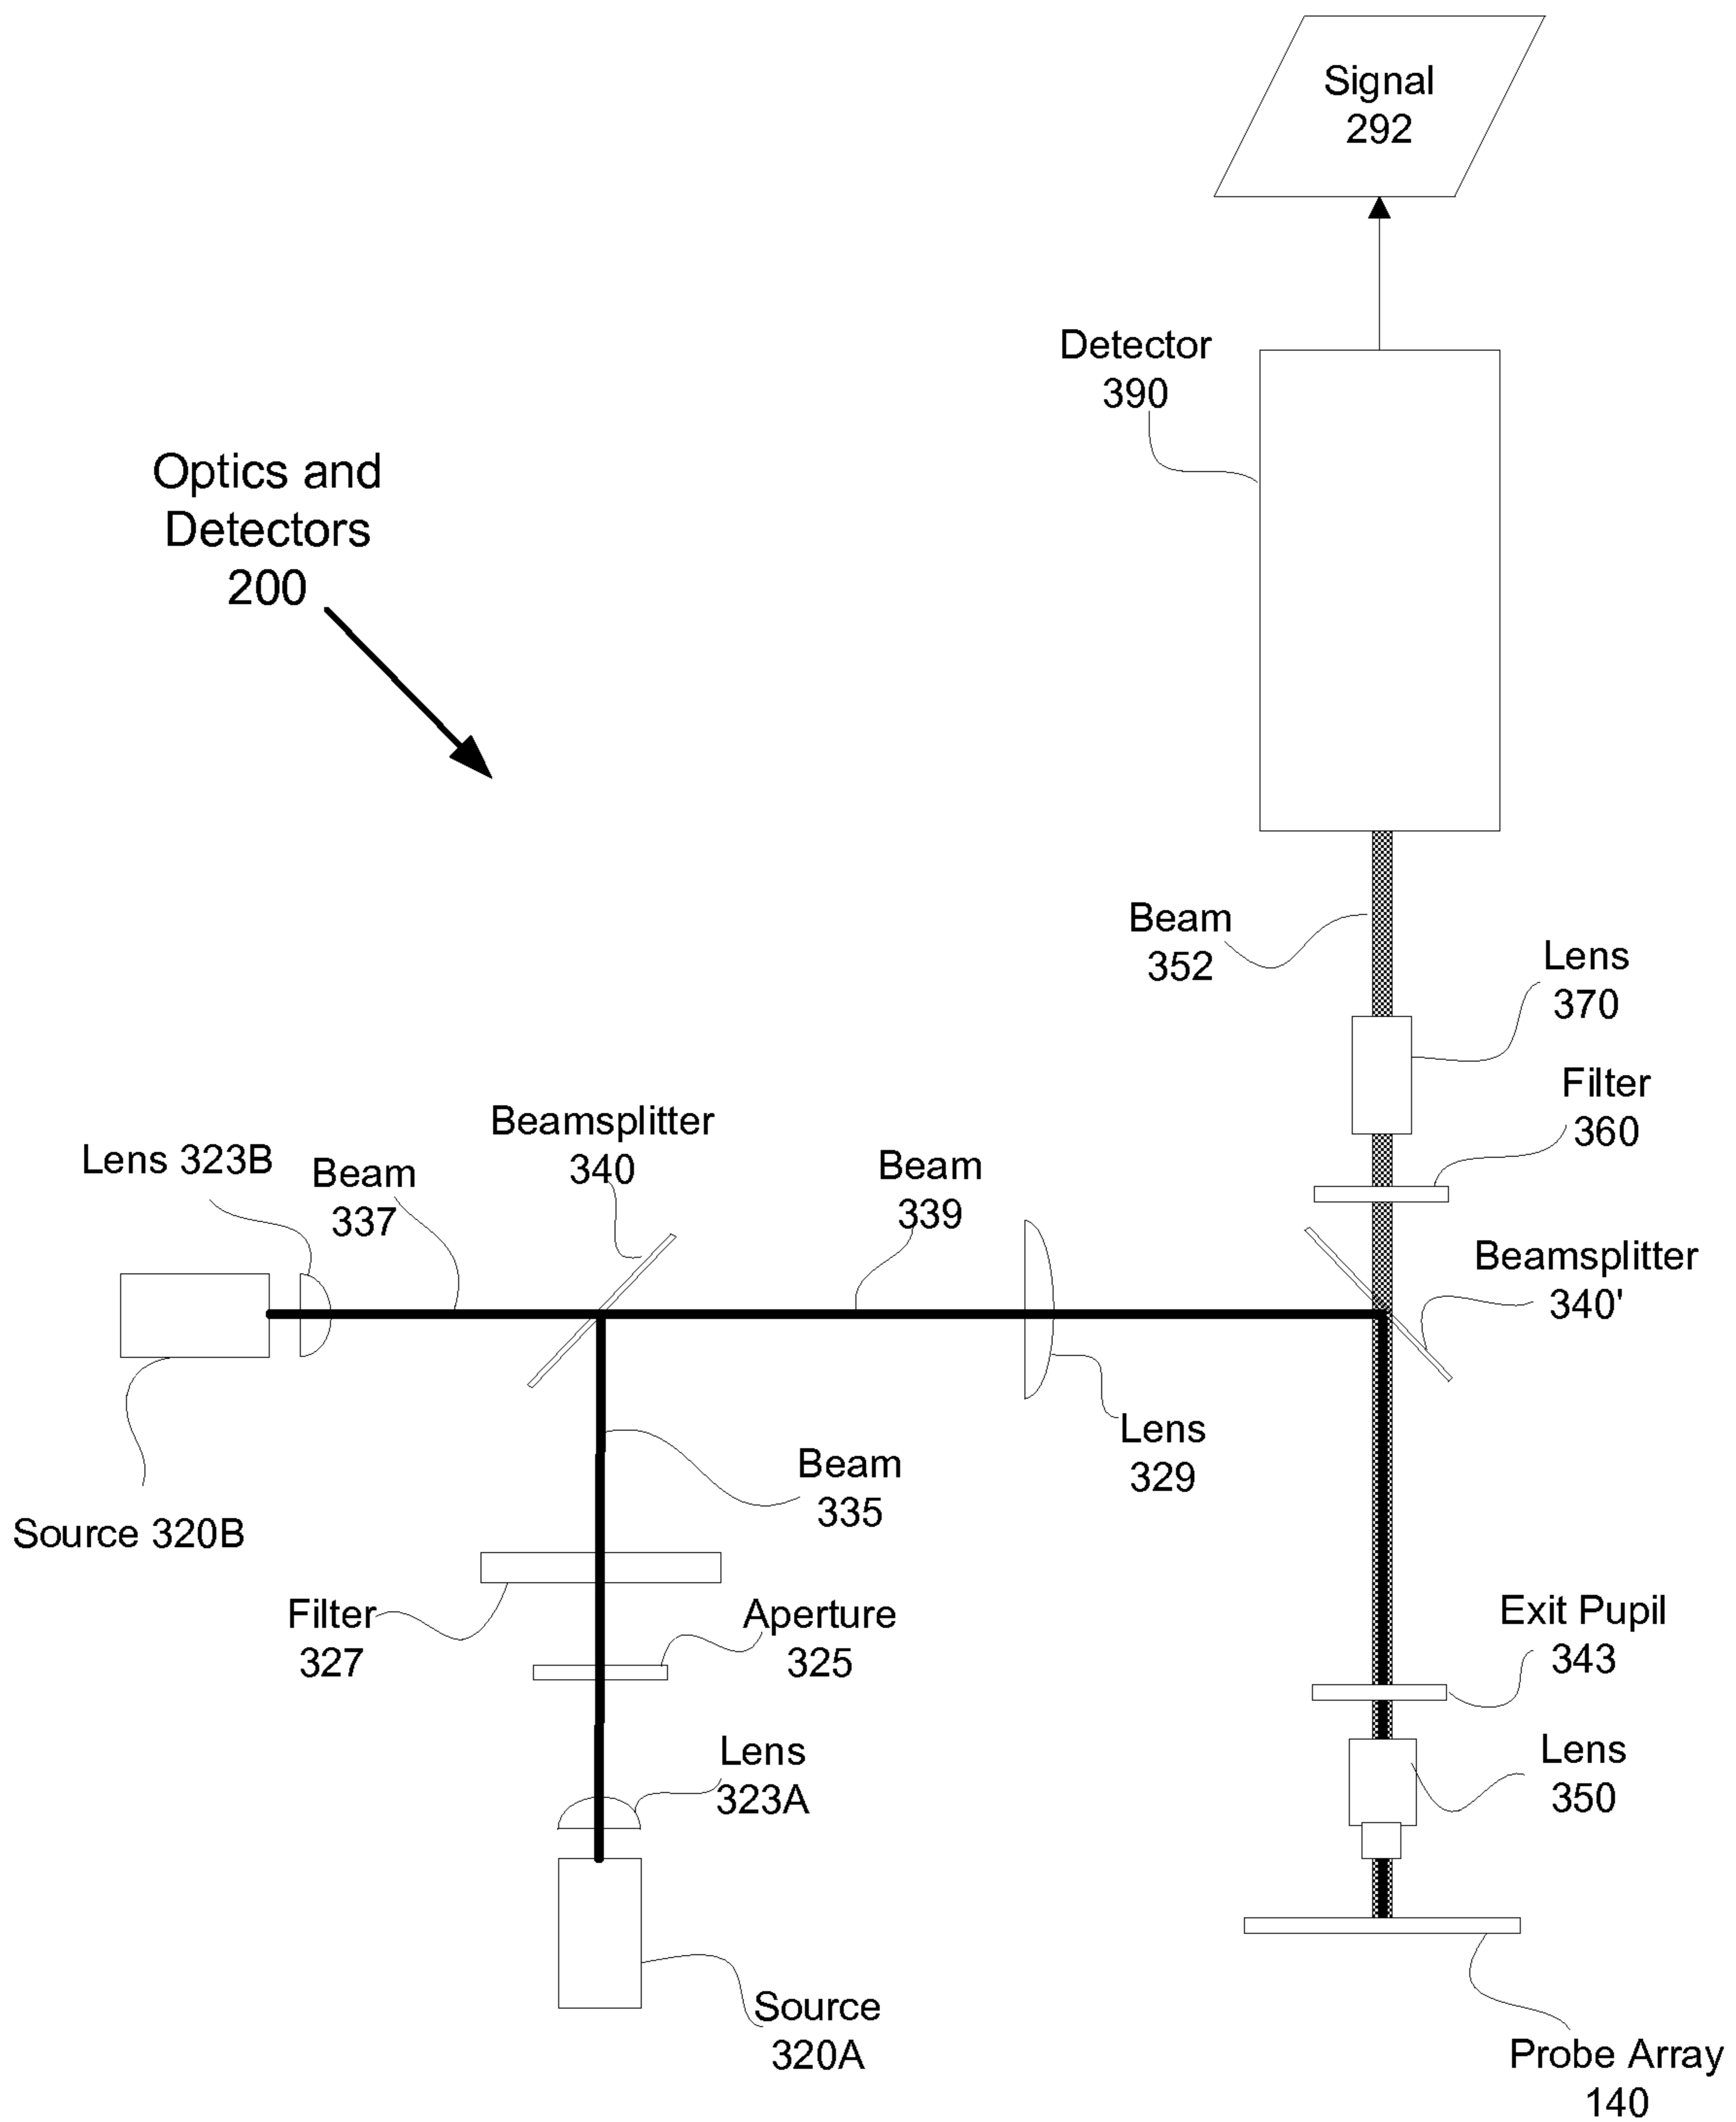 Signal
292
Detector
390
Optics and
Detectors
200
Beam
352
Lens
370
Filter
360
Beamsplitter
340
Lens 323B
Beam
337
Beam
339
Beamsplitter
340'
Lens
329
Beam
335
Source 320B
Filter
327
Aperture
325
Exit Pupil
343
Lens
323A
Lens
350
Source
320A
Probe Array
140